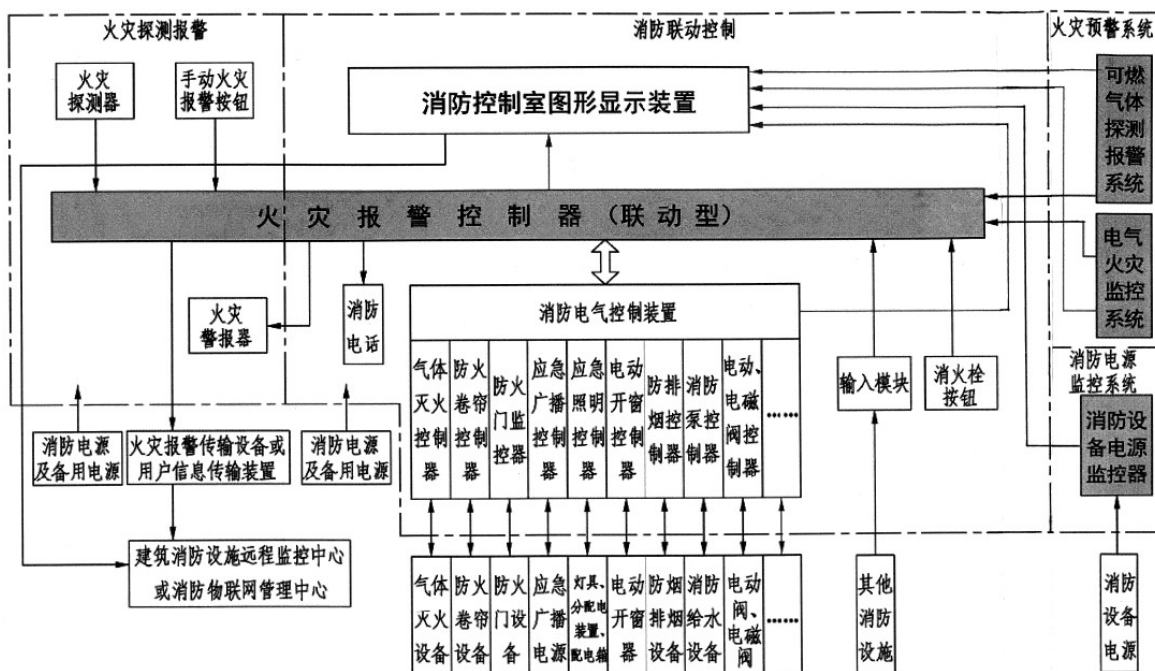 火灾探测报警
消防联动控制
火灾预警系统
火灾
探测器
手动火灾
报警按钮
消防控制室图形显示装置
可燃
气体
探测
报警
系统
火灾报警控制器(联动型)
电气
火灾
监控
系统
火灾
警报器
消防
电话
消防电气控制装置
气体
灭火
控制
器
防火
卷帘
控制
器
防火
门监
控器
应急
广播
控制
器
应急
照明
控制
器
电动
开窗
控制
器
防排
烟控
制器
消防
泵控
制器
电动、
电磁
阀控
制器
……
输入模块
消火栓
按钮
消防电源
监控系统
消防设
备电源
监控器
消防电源
及备用电源
火灾报警传输设备或
用户信息传输装置
消防电源
及备用电源
建筑消防设施远程监控中心
或消防物联网管理中心
气体
灭火
设备
防火
卷帘
设备
防火
门设
备
应急
广播
电源
灯具、
分配电
装置、
配电箱
电动
开窗
器
防烟
排烟
设备
消防
给水
设备
电动
阀、
电磁
阀
……
其他
消防
设施
消防
设备
电源